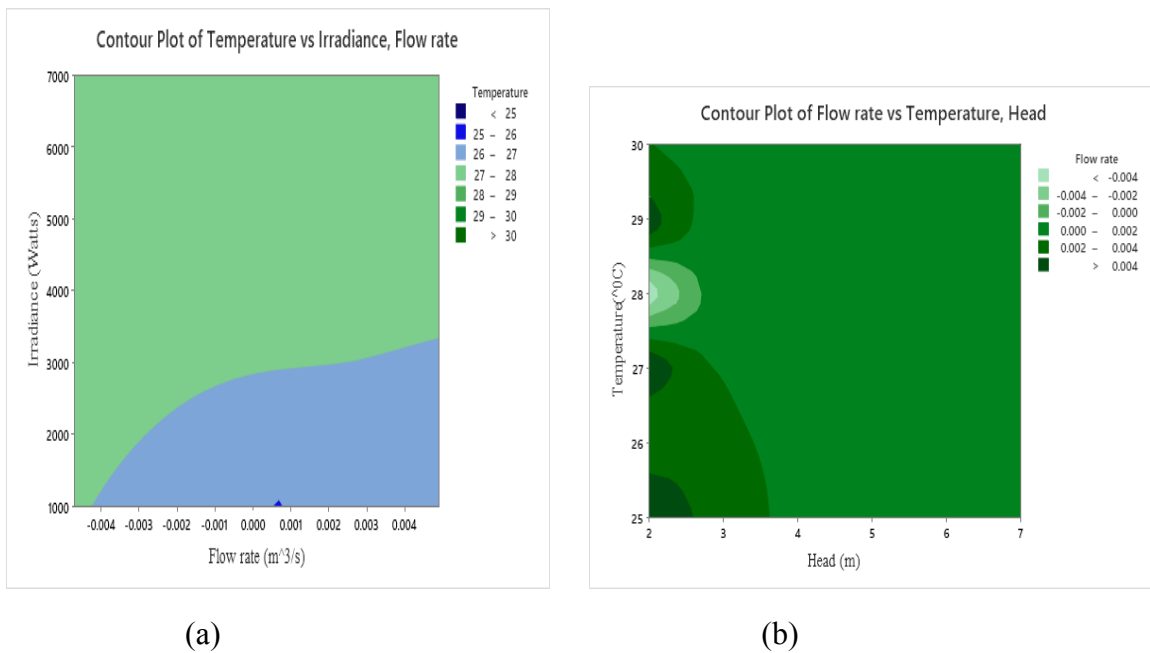 Contour Plot of Temperature vs Irradiance, Flow rate
Irradiance (Watts)
7000
6000
5000
4000
3000
2000
1000
-0.004 -0.003 -0.002 -0.001 0.000 0.001 0.002 0.003 0.004
Flow rate (m^3/s)
Temperature
< 25
25 – 26
26 – 27
27 – 28
28 – 29
29 – 30
> 30
(a)
Contour Plot of Flow rate vs Temperature, Head
Temperature(^0C)
30
29
28
27
26
25
2 3 4 5 6 7
Head (m)
Flow rate
< -0.004
-0.004 – -0.002
-0.002 – 0.000
0.000 – 0.002
0.002 – 0.004
> 0.004
(b)